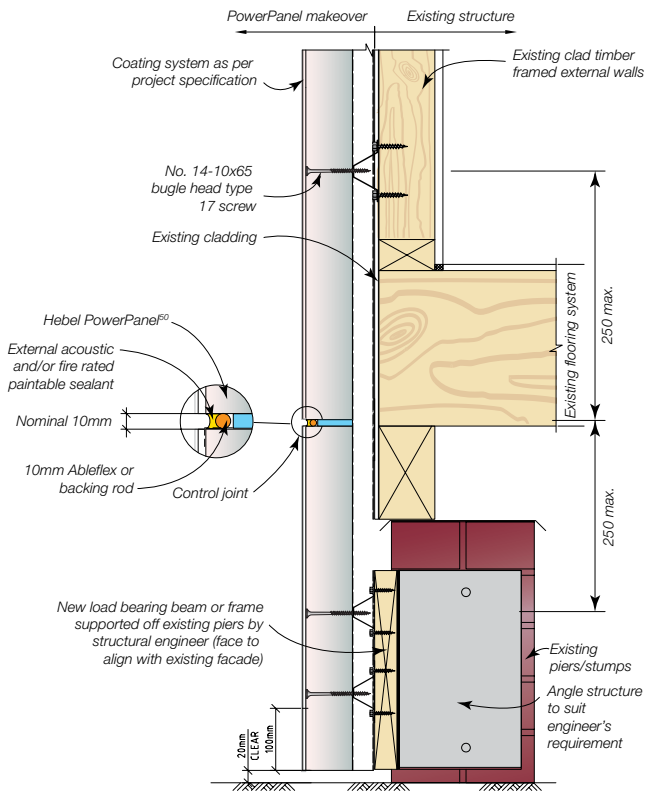 PowerPanel makeover
Existing structure
Coating system as per
project specification
Existing clad timber
framed external walls
No. 14-10x65
bugle head type
17 screw
Existing cladding
Hebel PowerPanel50
External acoustic
and/or fire rated
paintable sealant
Nominal 10mm
10mm Ableflex or
backing rod
Control joint
Existing flooring system
250 max.
250 max.
New load bearing beam or frame
supported off existing piers by
structural engineer (face to
align with existing facade)
Existing
piers/stumps
Angle structure
to suit
engineer's
requirement
20mm
CLEAR
100mm